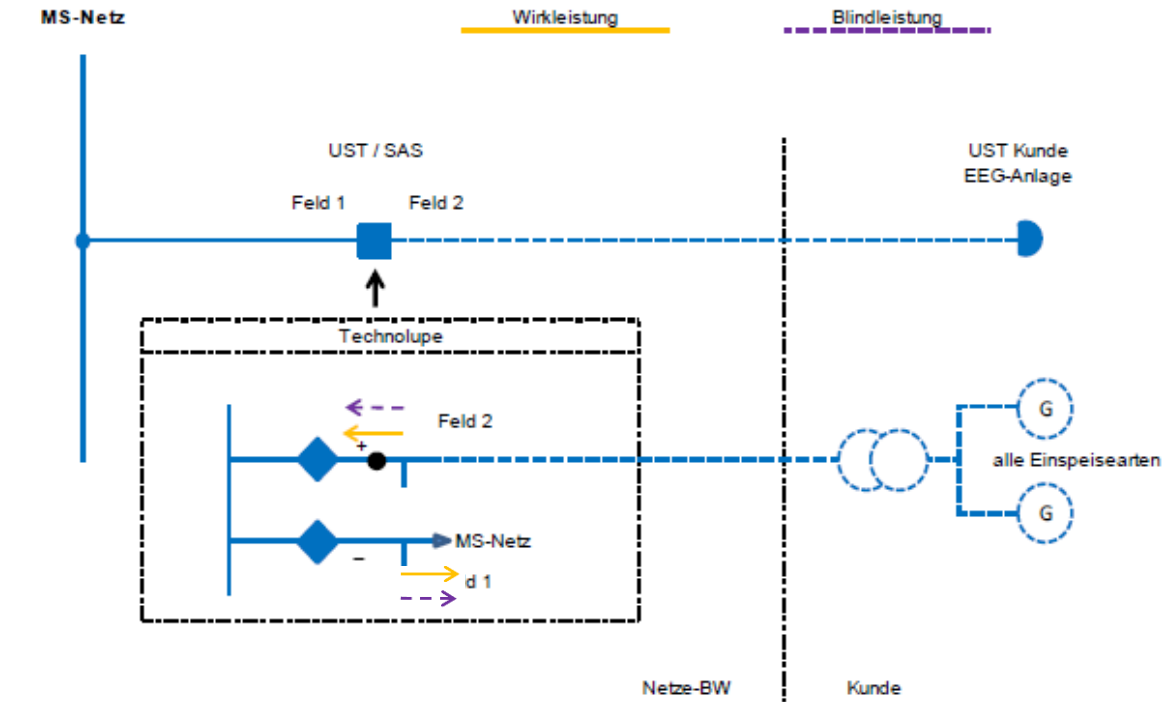 MS-Netz
Wirkleistung
Blindleistung
UST / SAS
UST Kunde
EEG-Anlage
Feld 1
Feld 2
Technolupe
Feld 2
+
G
alle Einspeisearten
G
MS-Netz
–
d 1
Netze-BW
Kunde